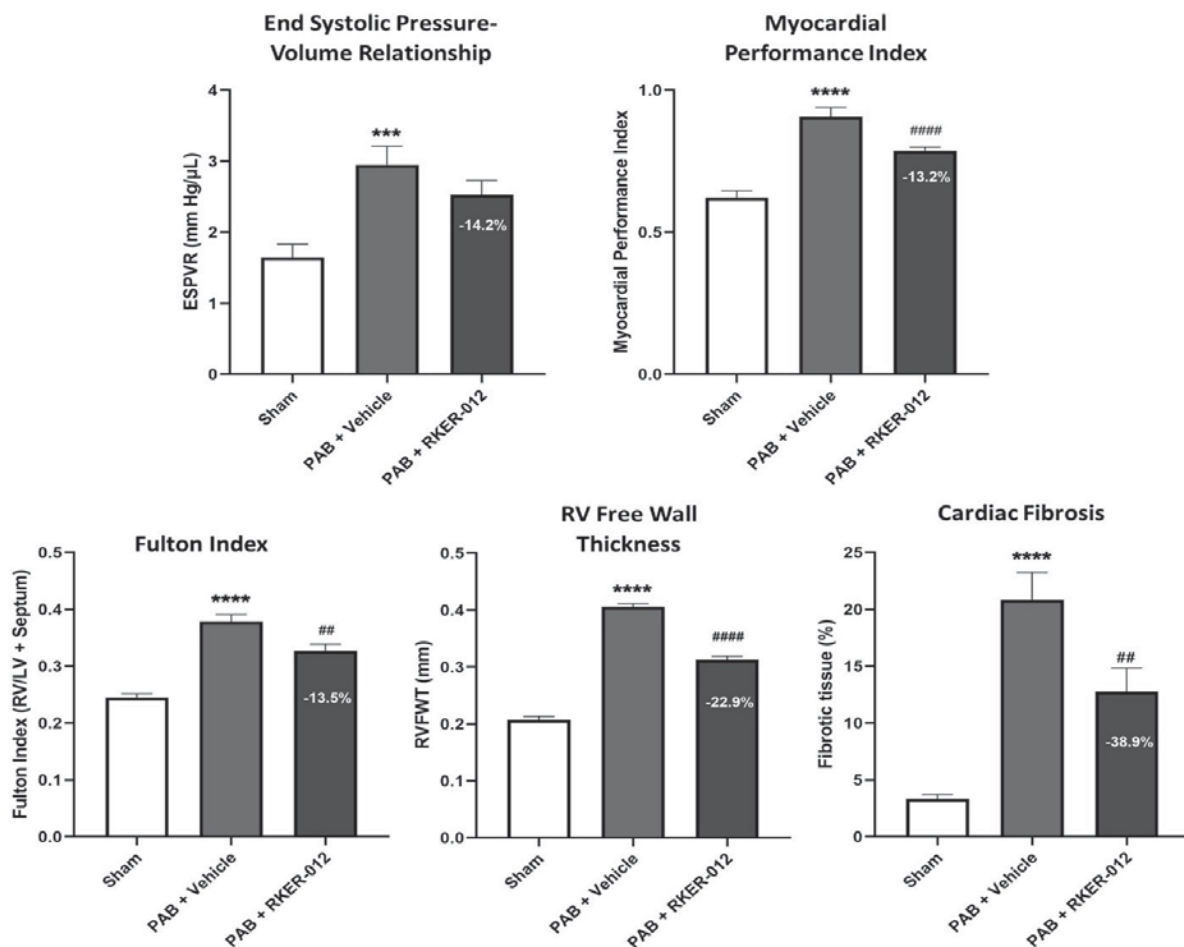 End Systolic Pressure-
Volume Relationship
ESPVR (mm Hg/µL)
4
3
2
1
0
***
-14.2%
Sham
PAB + Vehicle
PAB + RKER-012
Myocardial
Performance Index
Myocardial Performance Index
1.0
0.5
0.0
****
####
-13.2%
Sham
PAB + Vehicle
PAB + RKER-012
Fulton Index
Fulton Index (RV/LV + Septum)
0.5
0.4
0.3
0.2
0.1
0.0
****
##
-13.5%
Sham
PAB + Vehicle
PAB + RKER-012
RV Free Wall
Thickness
RVFWT (mm)
0.5
0.4
0.3
0.2
0.1
0.0
****
####
-22.9%
Sham
PAB + Vehicle
PAB + RKER-012
Cardiac Fibrosis
Fibrotic tissue (%)
25
20
15
10
5
0
****
##
-38.9%
Sham
PAB + Vehicle
PAB + RKER-012